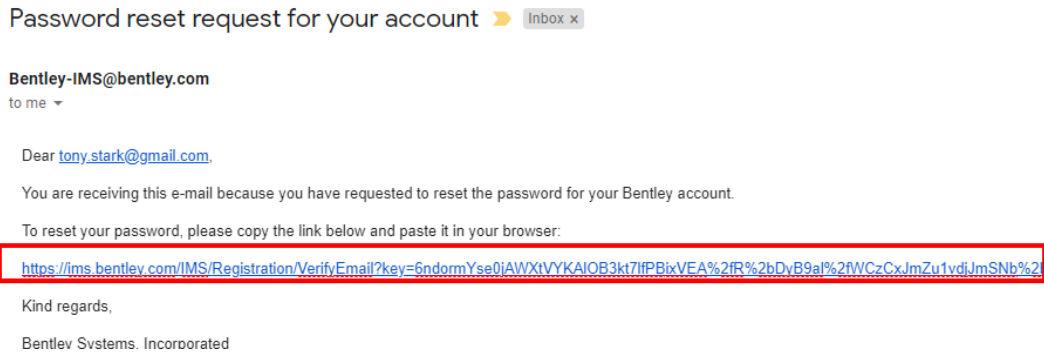 Password reset request for your account Inbox x
Bentley-IMS@bentley.com
to me
Dear tony.stark@gmail.com,
You are receiving this e-mail because you have requested to reset the password for your Bentley account.
To reset your password, please copy the link below and paste it in your browser:
https://ims.bentley.com/IMS/Registration/VerifyEmail?key=6ndormYse0jAWXtVYKAlOB3kt7lfPBixVEA%2fR%2bDyB9al%2fWCzCxJmZu1vdjJmSNb%2
Kind regards,
Bentley Systems, Incorporated